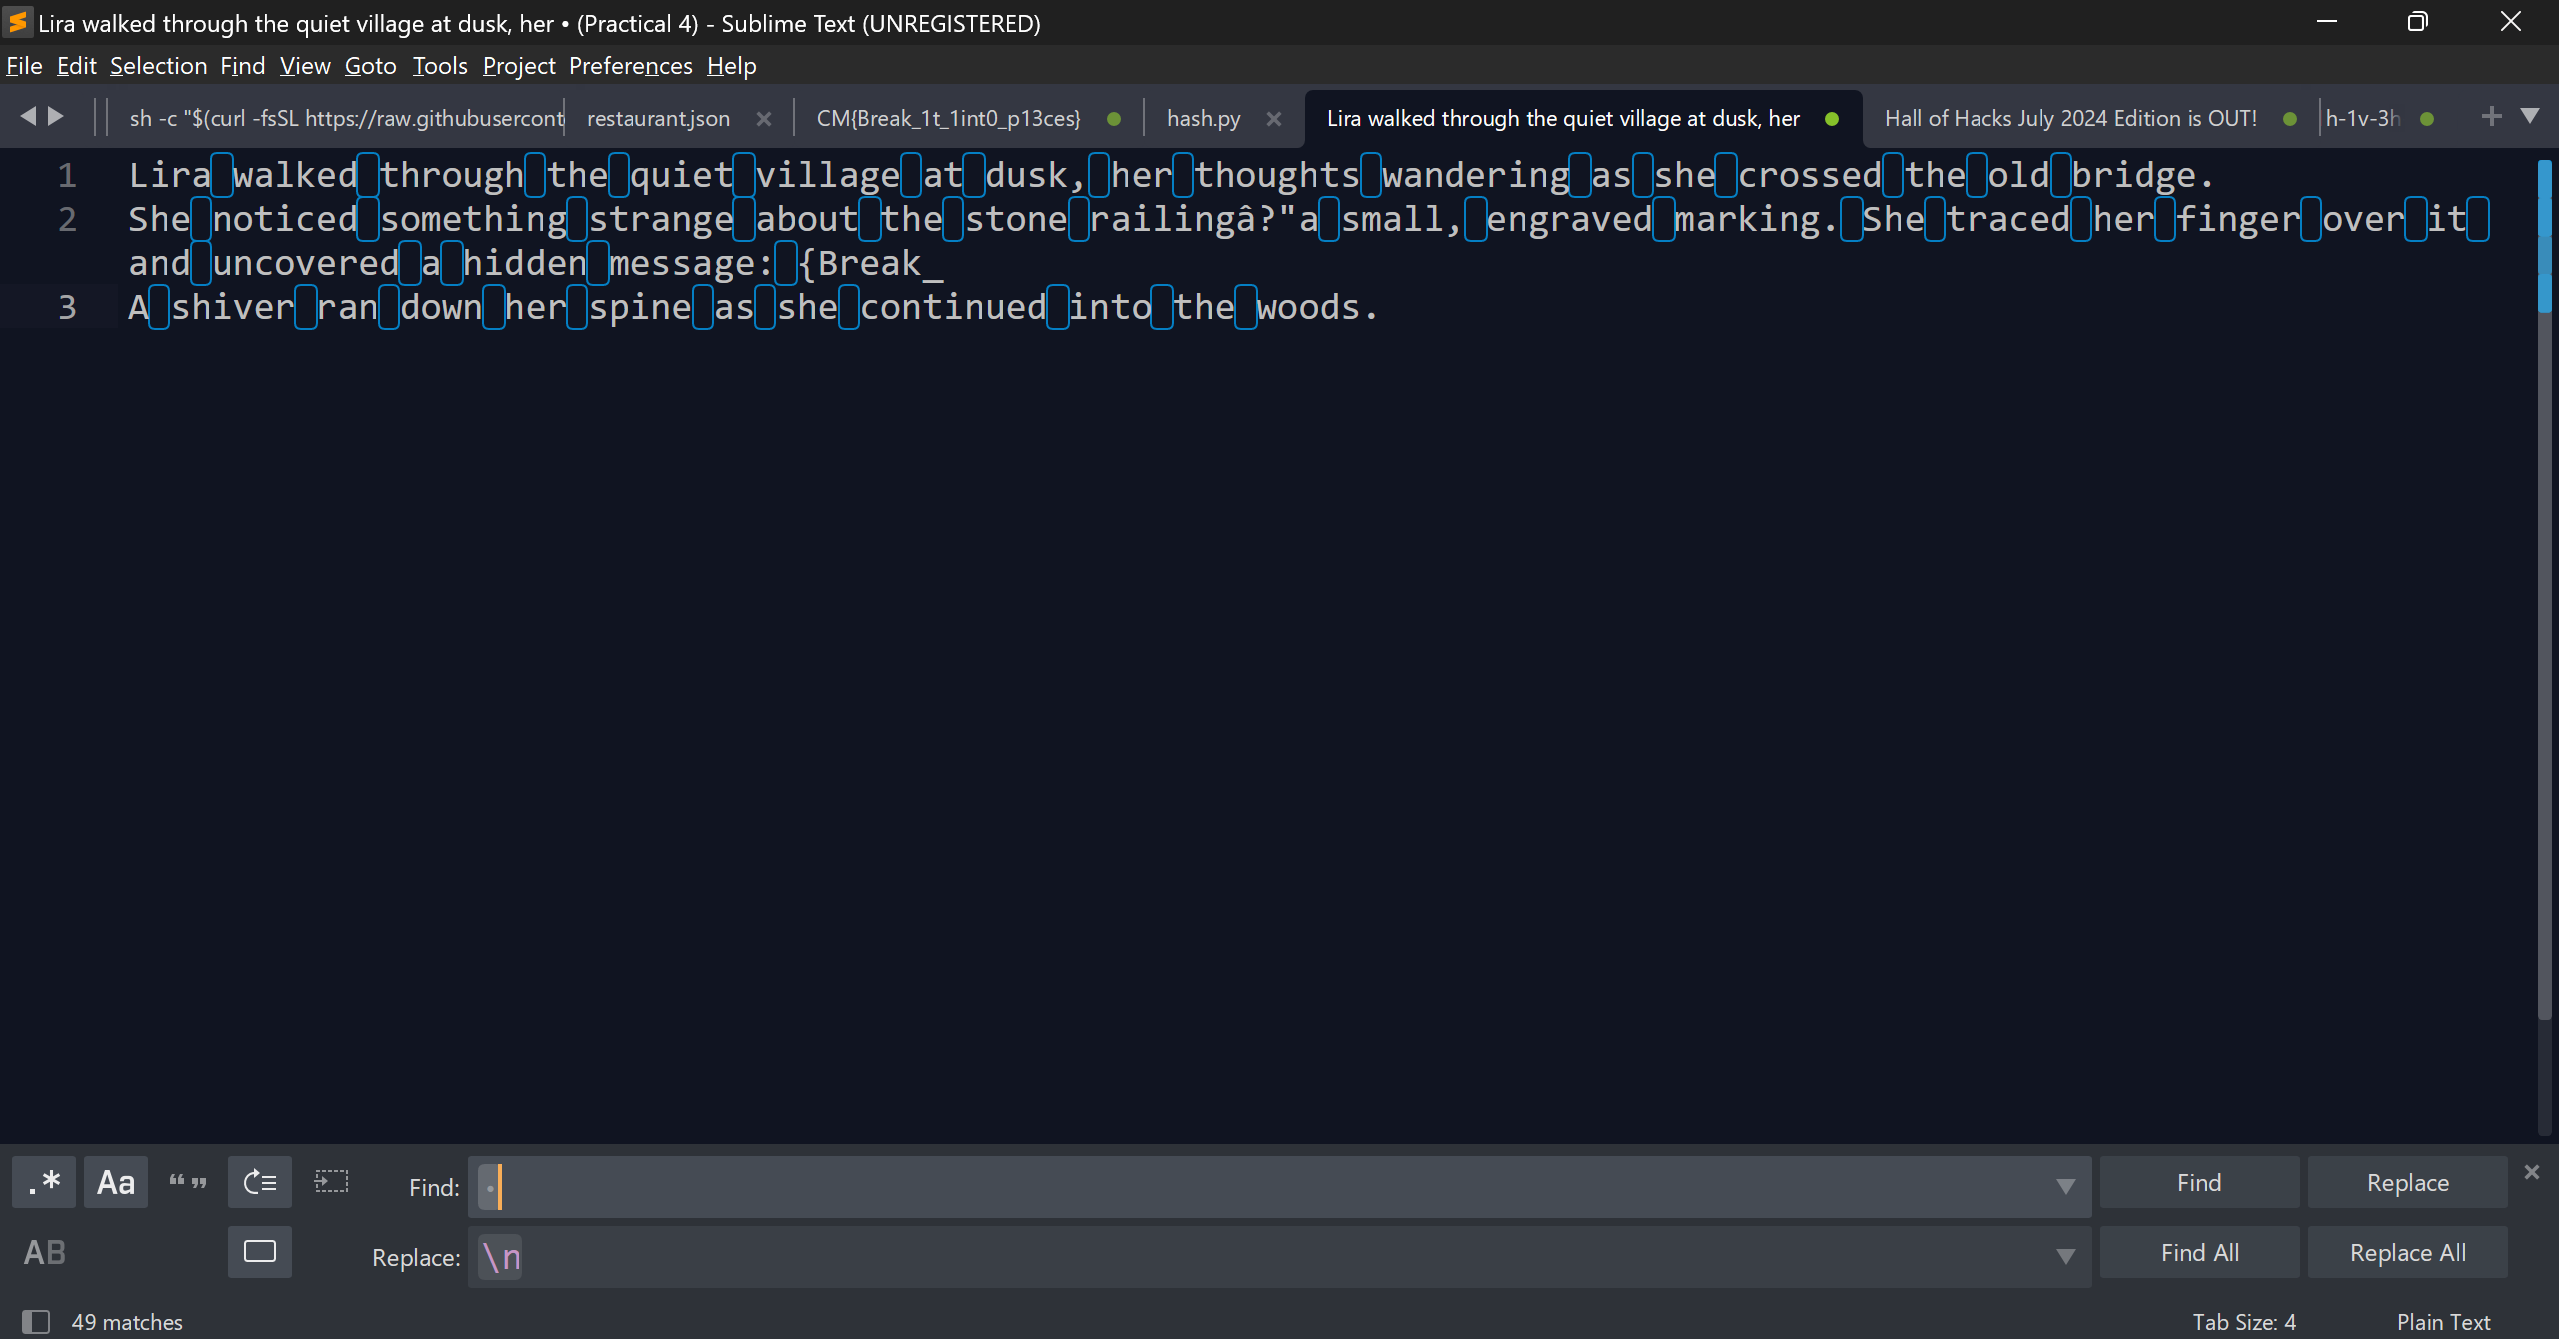 Lira walked through the quiet village at dusk, her • (Practical 4) - Sublime Text (UNREGISTERED)
File Edit Selection Find View Goto Tools Project Preferences Help
sh -c "$(curl -fsSL https://raw.githubusercont restaurant.json CM{Break_1t_1int0_p13ces} hash.py Lira walked through the quiet village at dusk, her Hall of Hacks July 2024 Edition is OUT! h-1v-3h
1 Lira walked through the quiet village at dusk, her thoughts wandering as she crossed the old bridge.
2 She noticed something strange about the stone railingâ?"a small, engraved marking. She traced her finger over it
and uncovered a hidden message: {Break_
3 A shiver ran down her spine as she continued into the woods.
.* Aa “ ” Find: Find Replace
AB Replace: \n Find All Replace All
49 matches Tab Size: 4 Plain Text